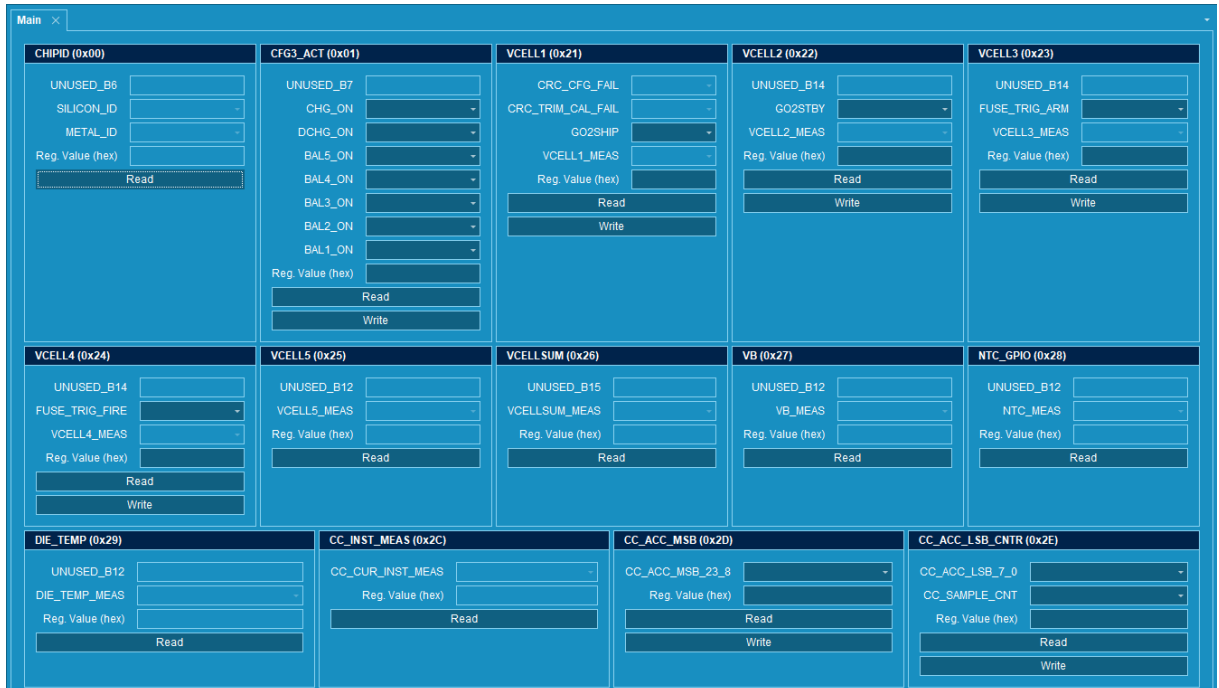 Main
CHIPID (0x00)
UNUSED_B6
SILICON_ID
METAL_ID
Reg. Value (hex)
Read
CFG3_ACT (0x01)
UNUSED_B7
CHG_ON
DCHG_ON
BAL5_ON
BAL4_ON
BAL3_ON
BAL2_ON
BAL1_ON
Reg. Value (hex)
Read
Write
VCELL1 (0x21)
CRC_CFG_FAIL
CRC_TRIM_CAL_FAIL
GO2SHIP
VCELL1_MEAS
Reg. Value (hex)
Read
Write
VCELL2 (0x22)
UNUSED_B14
GO2STBY
VCELL2_MEAS
Reg. Value (hex)
Read
Write
VCELL3 (0x23)
UNUSED_B14
FUSE_TRIG_ARM
VCELL3_MEAS
Reg. Value (hex)
Read
Write
VCELL4 (0x24)
UNUSED_B14
FUSE_TRIG_FIRE
VCELL4_MEAS
Reg. Value (hex)
Read
Write
VCELL5 (0x25)
UNUSED_B12
VCELL5_MEAS
Reg. Value (hex)
Read
VCELLSUM (0x26)
UNUSED_B15
VCELLSUM_MEAS
Reg. Value (hex)
Read
VB (0x27)
UNUSED_B12
VB_MEAS
Reg. Value (hex)
Read
NTC_GPIO (0x28)
UNUSED_B12
NTC_MEAS
Reg. Value (hex)
Read
DIE_TEMP (0x29)
UNUSED_B12
DIE_TEMP_MEAS
Reg. Value (hex)
Read
CC_INST_MEAS (0x2C)
CC_CUR_INST_MEAS
Reg. Value (hex)
Read
CC_ACC_MSB (0x2D)
CC_ACC_MSB_23_8
Reg. Value (hex)
Read
Write
CC_ACC_LSB_CNTR (0x2E)
CC_ACC_LSB_7_0
CC_SAMPLE_CNT
Reg. Value (hex)
Read
Write